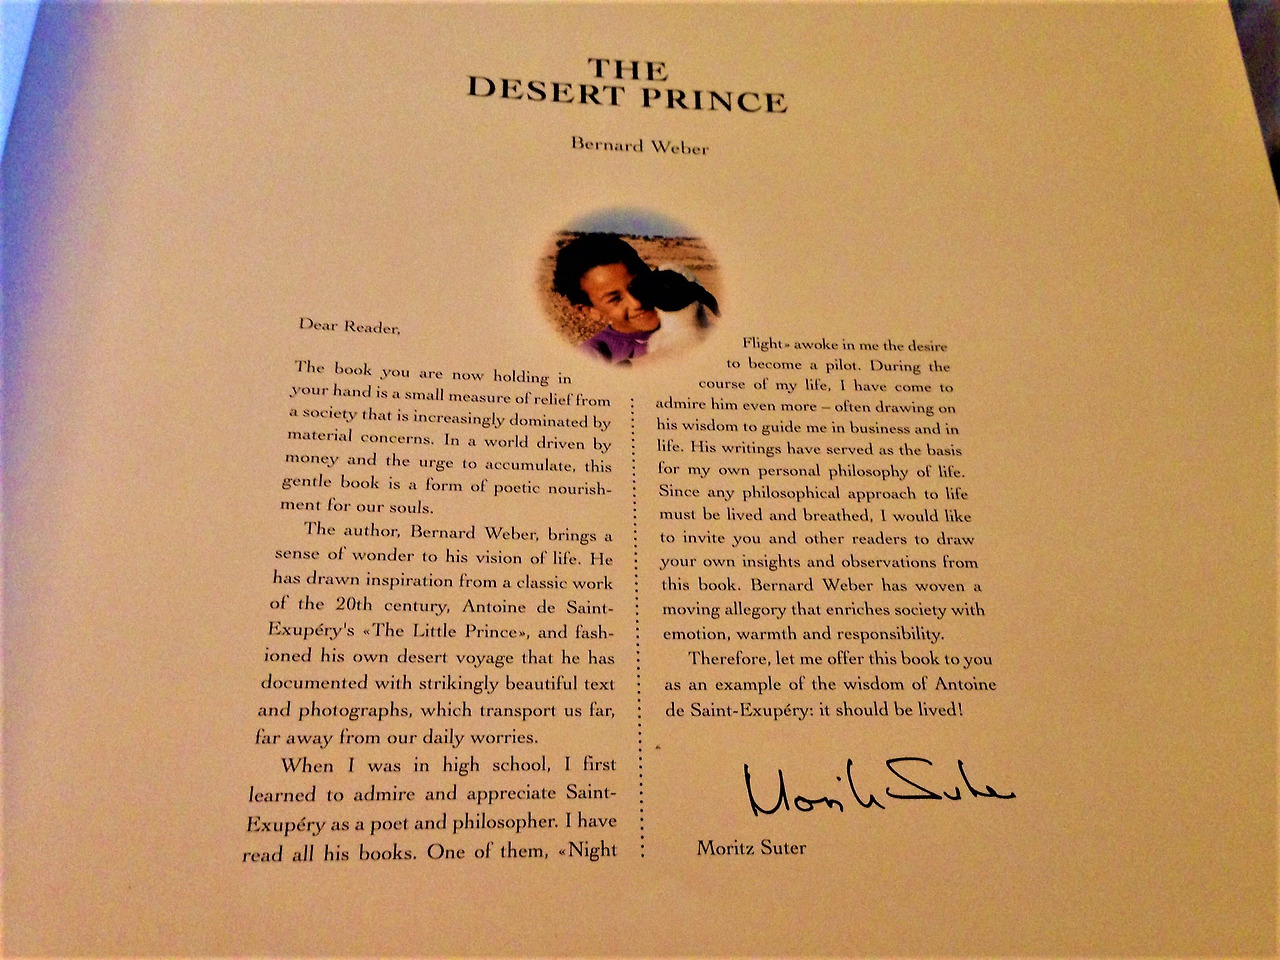 THE
DESERT PRINCE
Bernard Weber
Dear Reader,
The book you are now holding in
your hand is a small measure of relief from
a society that is increasingly dominated by
material concerns. In a world driven by
money and the urge to accumulate, this
gentle book is a form of poetic nourish-
ment for our souls.
The author, Bernard Weber, brings a
sense of wonder to his vision of life. He
has drawn inspiration from a classic work
of the 20th century, Antoine de Saint-
Exupéry's «The Little Prince», and fash-
ioned his own desert voyage that he has
documented with strikingly beautiful text
and photographs, which transport us far,
far away from our daily worries.
When I was in high school, I first
learned to admire and appreciate Saint-
Exupéry as a poet and philosopher. I have
read all his books. One of them, «Night
Flight» awoke in me the desire
to become a pilot. During the
course of my life, I have come to
admire him even more – often drawing on
his wisdom to guide me in business and in
life. His writings have served as the basis
for my own personal philosophy of life.
Since any philosophical approach to life
must be lived and breathed, I would like
to invite you and other readers to draw
your own insights and observations from
this book. Bernard Weber has woven a
moving allegory that enriches society with
emotion, warmth and responsibility.
Therefore, let me offer this book to you
as an example of the wisdom of Antoine
de Saint-Exupéry: it should be lived!
Moritz Suter
Moritz Suter